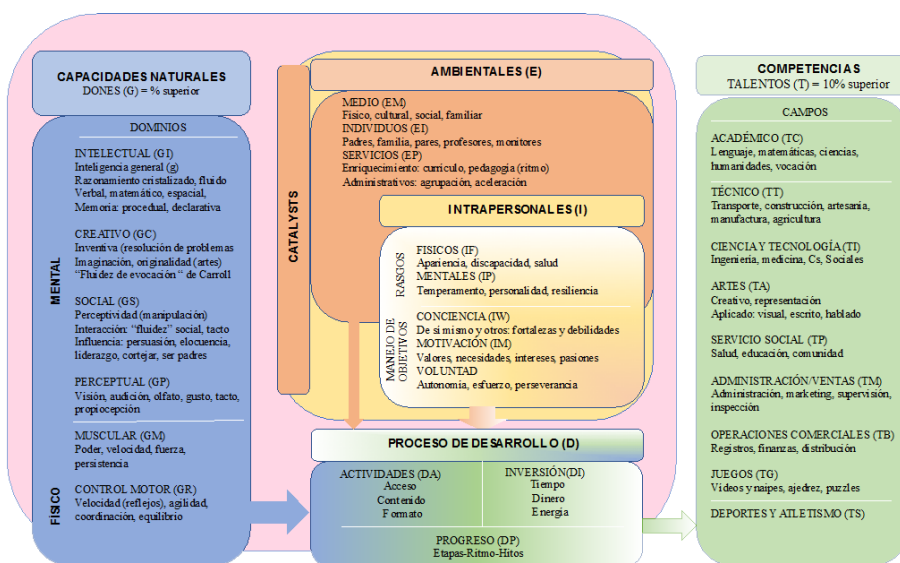 CAPACIDADES NATURALES
DONES (G) = % superior
DOMINIOS
MENTAL
INTELECTUAL (GI)
Inteligencia general (g)
Razonamiento cristalizado, fluido
Verbal, matemático, espacial,
Memoria: procedual, declarativa
CREATIVO (GC)
Inventiva (resolución de problemas
Imaginación, originalidad (artes)
“Fluidez de evocación “ de Carroll
SOCIAL (GS)
Perceptividad (manipulación)
Interacción: “fluidez” social, tacto
Influencia: persuasión, elocuencia,
liderazgo, cortejar, ser padres
PERCEPTUAL (GP)
Visión, audición, olfato, gusto, tacto,
propiocepción
FÍSICO
MUSCULAR (GM)
Poder, velocidad, fuerza,
persistencia
CONTROL MOTOR (GR)
Velocidad (reflejos), agilidad,
coordinación, equilibrio
CATALYSTS
AMBIENTALES (E)
MEDIO (EM)
Físico, cultural, social, familiar
INDIVIDUOS (EI)
Padres, familia, pares, profesores, monitores
SERVICIOS (EP)
Enriquecimiento: curriculo, pedagogía (ritmo)
Administrativos: agrupación, aceleración
INTRAPERSONALES (I)
RASGOS
FISICOS (IF)
Apariencia, discapacidad, salud
MENTALES (IP)
Temperamento, personalidad, resiliencia
MANEJO DE
OBJETIVOS
CONCIENCIA (IW)
De si mismo y otros: fortalezas y debilidades
MOTIVACIÓN (IM)
Valores, necesidades, intereses, pasiones
VOLUNTAD
Autonomía, esfuerzo, perseverancia
PROCESO DE DESARROLLO (D)
ACTIVIDADES (DA)
Acceso
Contenido
Formato
INVERSIÓN(DI)
Tiempo
Dinero
Energía
PROGRESO (DP)
Etapas-Ritmo-Hitos
COMPETENCIAS
TALENTOS (T) = 10% superior
CAMPOS
ACADÉMICO (TC)
Lenguaje, matemáticas, ciencias,
humanidades, vocación
TÉCNICO (TT)
Transporte, construcción, artesanía,
manufactura, agricultura
CIENCIA Y TECNOLOGÍA (TI)
Ingeniería, medicina, Cs, Sociales
ARTES (TA)
Creativo, representación
Aplicado: visual, escrito, hablado
SERVICIO SOCIAL (TP)
Salud, educación, comunidad
ADMINISTRACIÓN/VENTAS (TM)
Administración, marketing, supervisión,
inspección
OPERACIONES COMERCIALES (TB)
Registros, finanzas, distribución
JUEGOS (TG)
Vídeos y naipes, ajedrez, puzzles
DEPORTES Y ATLETISMO (TS)